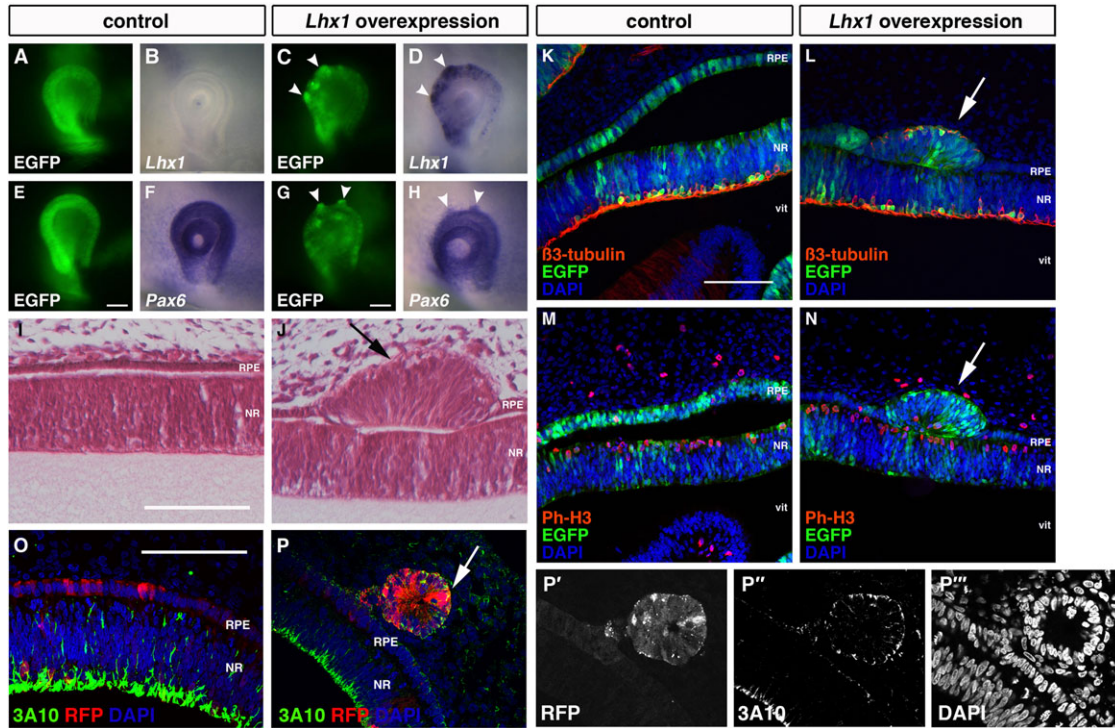 control
Lhx1 overexpression
control
Lhx1 overexpression
A
EGFP
B
Lhx1
C
EGFP
D
Lhx1
E
EGFP
F
Pax6
G
EGFP
H
Pax6
I
RPE
NR
J
RPE
NR
K
RPE
NR
vit
ß3-tubulin
EGFP
DAPI
L
RPE
NR
vit
ß3-tubulin
EGFP
DAPI
M
RPE
NR
vit
Ph-H3
EGFP
DAPI
N
RPE
NR
vit
Ph-H3
EGFP
DAPI
O
RPE
NR
3A10 RFP DAPI
P
RPE
NR
3A10 RFP DAPI
P'
RFP
P''
3A10
P'''
DAPI